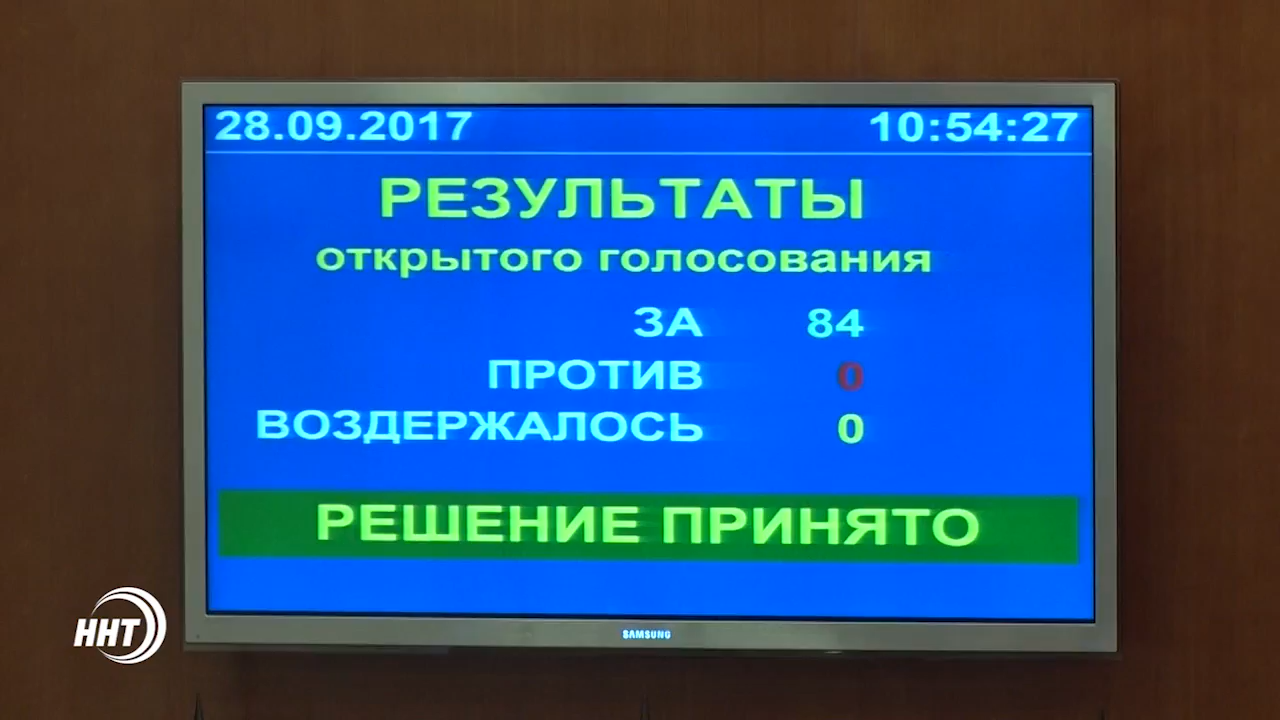 28.09.2017 10:54:27
РЕЗУЛЬТАТЫ
открытого голосования
ЗА 84
ПРОТИВ 0
ВОЗДЕРЖАЛОСЬ 0
РЕШЕНИЕ ПРИНЯТО
ННТ
SAMSUNG